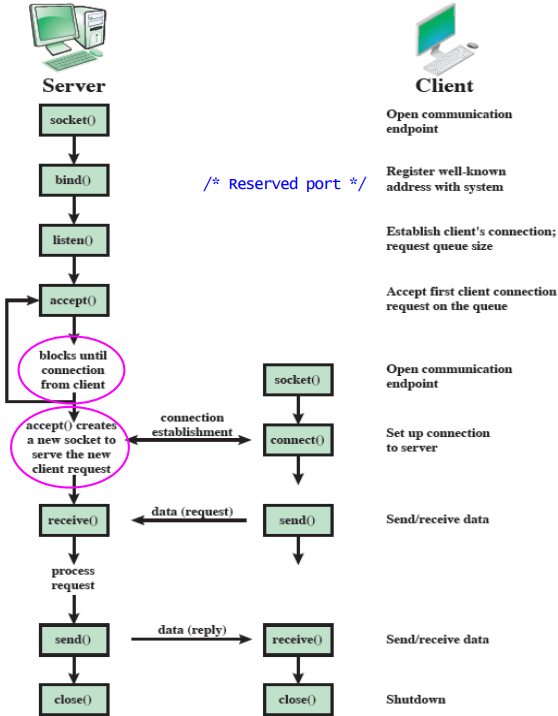 Server
Client
socket()
Open communication
endpoint
bind()
/* Reserved port */
Register well-known
address with system
listen()
Establish client's connection;
request queue size
accept()
Accept first client connection
request on the queue
blocks until
connection
from client
socket()
Open communication
endpoint
accept() creates
a new socket to
serve the new
client request
connection
establishment
connect()
Set up connection
to server
receive()
data (request)
send()
Send/receive data
process
request
send()
data (reply)
receive()
Send/receive data
close()
close()
Shutdown